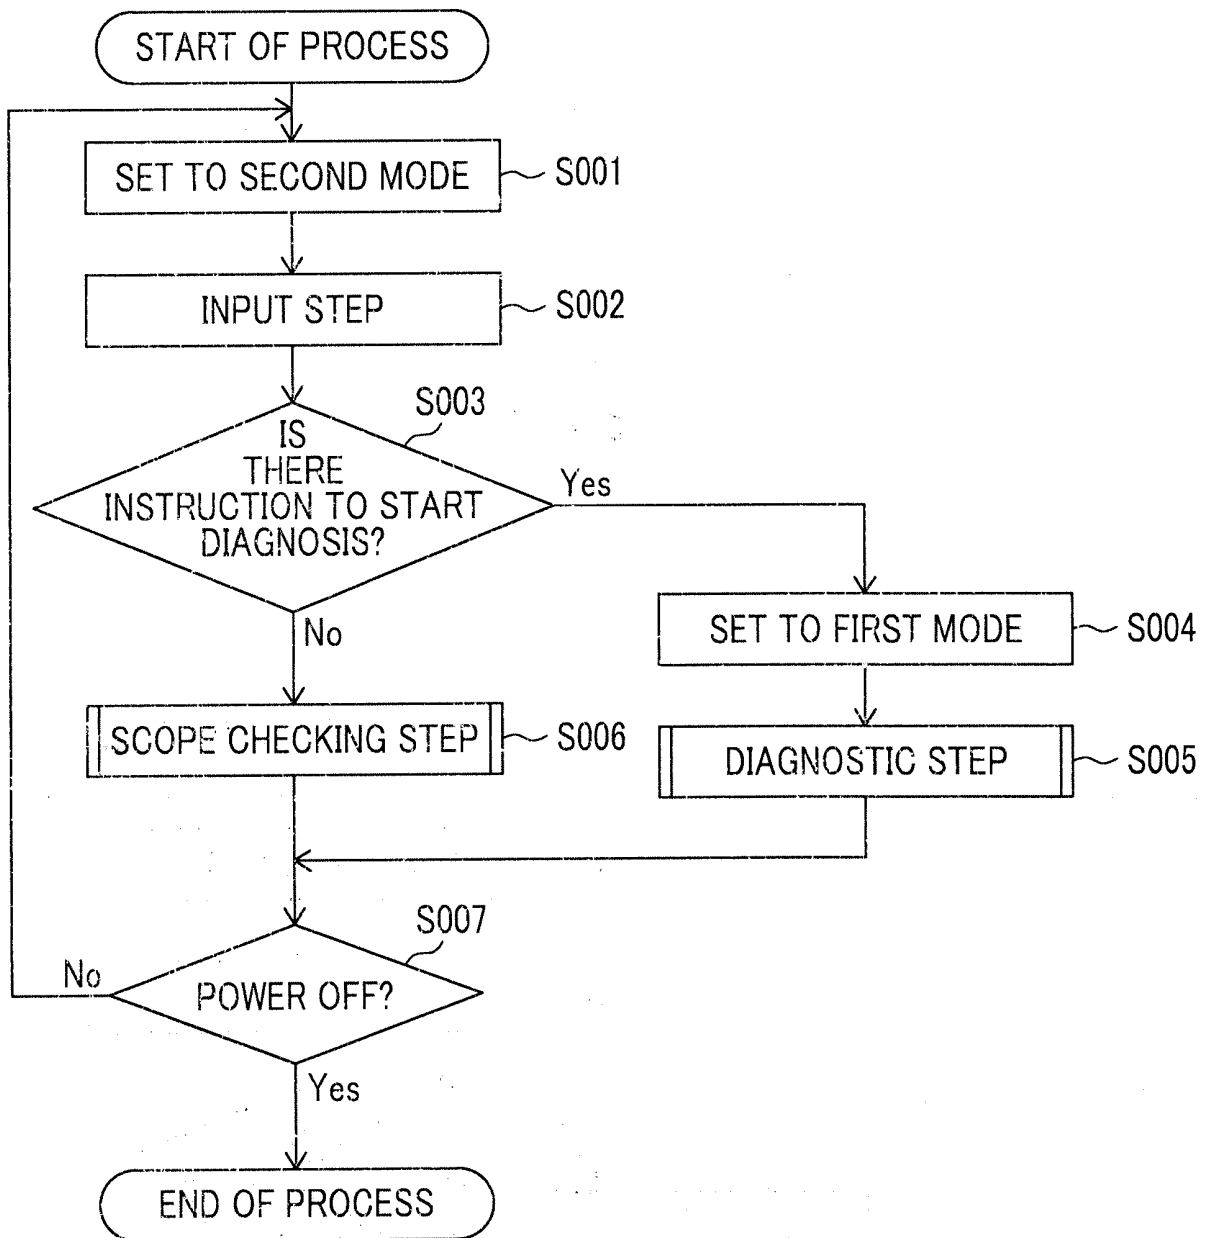 START OF PROCESS
SET TO SECOND MODE
S001
INPUT STEP
S002
S003
IS
THERE
INSTRUCTION TO START
DIAGNOSIS?
Yes
No
SET TO FIRST MODE
S004
SCOPE CHECKING STEP
S006
DIAGNOSTIC STEP
S005
S007
No
POWER OFF?
Yes
END OF PROCESS